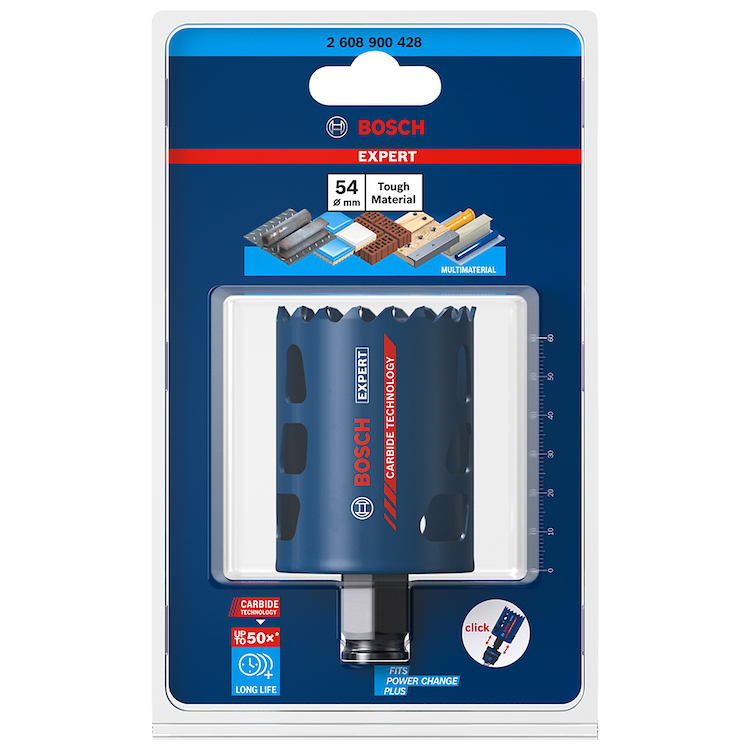 2 608 900 428
BOSCH
EXPERT
54
ø mm
Tough
Material
MULTIMATERIAL
BOSCH
EXPERT
CARBIDE TECHNOLOGY
60
50
40
30
20
10
0
CARBIDE
TECHNOLOGY
UP TO 50×*
LONG LIFE
click
FITS
POWER CHANGE
PLUS